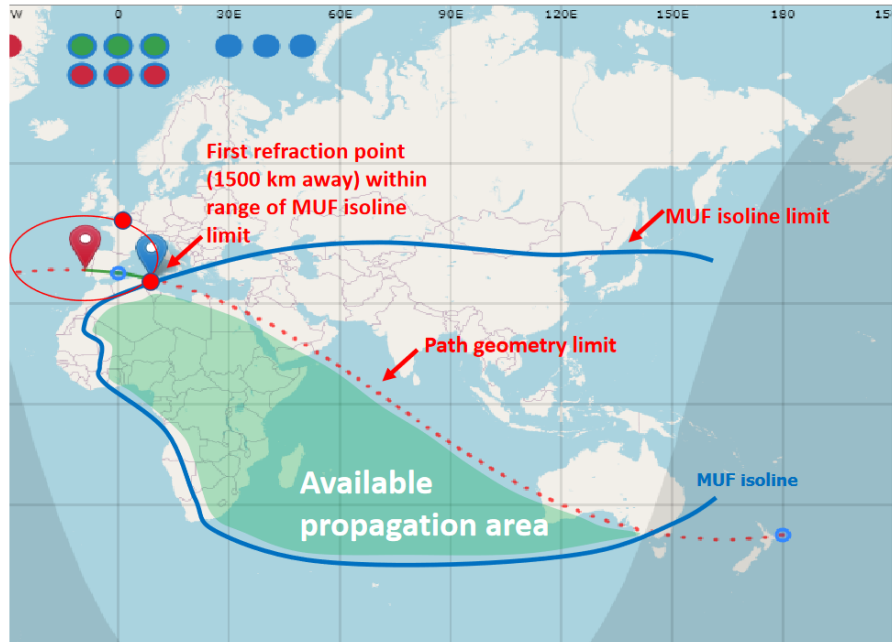 W 0 30E 60E 90E 120E 150E 180 150
First refraction point
(1500 km away) within
range of MUF isoline
limit
MUF isoline limit
Path geometry limit
Available
propagation area
MUF isoline